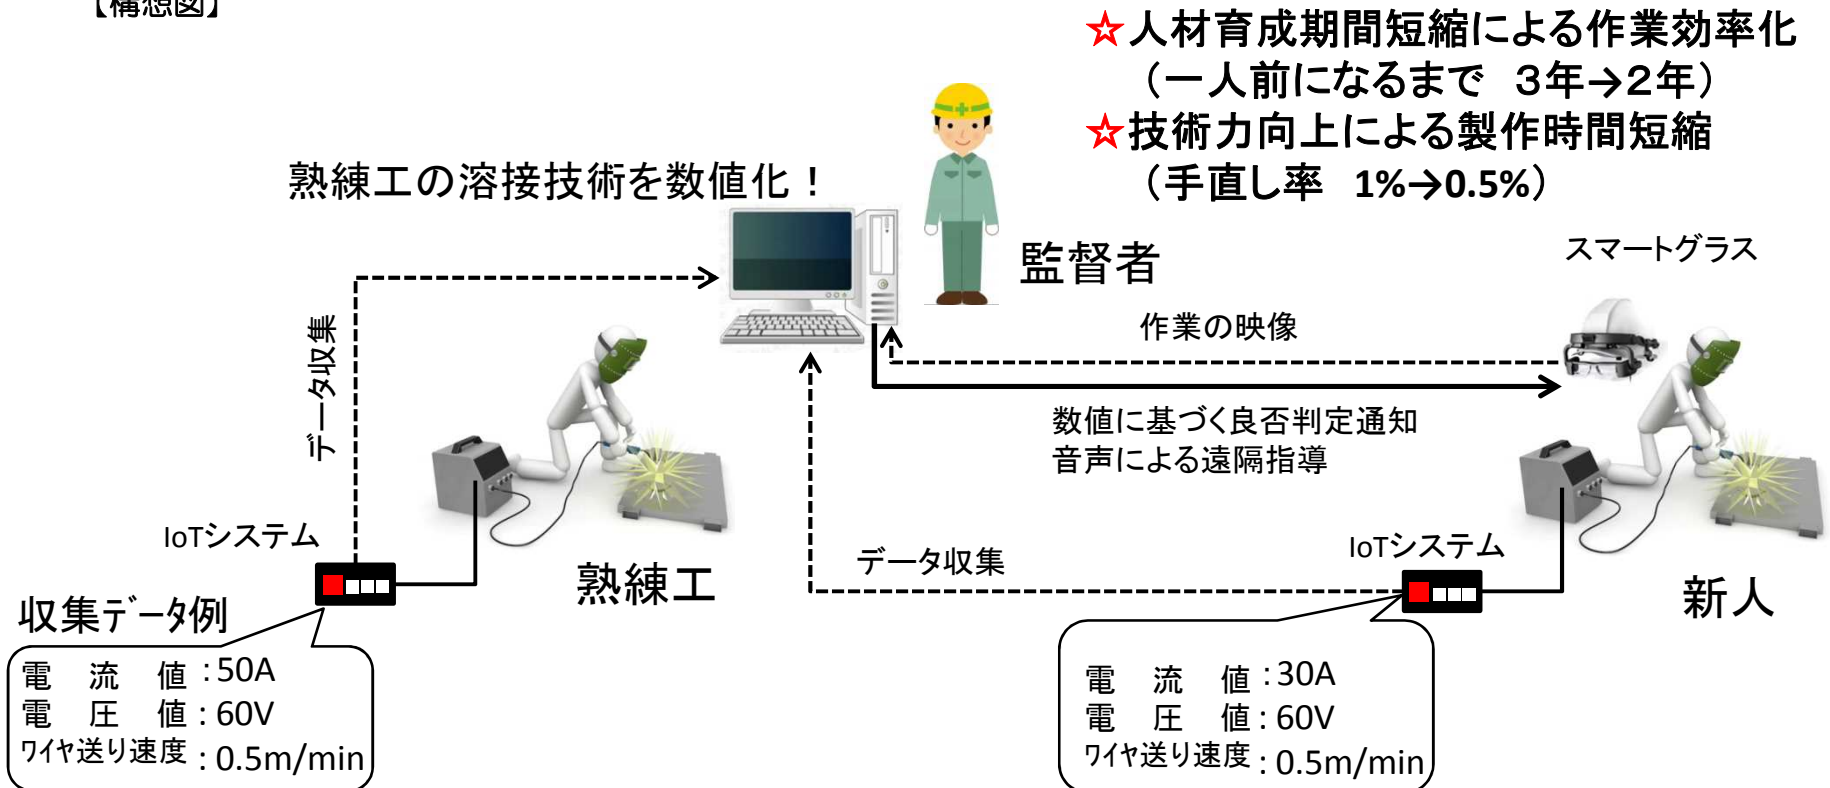 【構想図】
☆人材育成期間短縮による作業効率化
（一人前になるまで　３年→２年）
☆技術力向上による製作時間短縮
（手直し率　1%→0.5%）
熟練工の溶接技術を数値化！
監督者
スマートグラス
作業の映像
データ収集
数値に基づく良否判定通知
音声による遠隔指導
IoTシステム
熟練工
データ収集
IoTシステム
新人
収集ﾃﾞｰﾀ例
電　流　値：50A
電　圧　値：60V
ﾜｲﾔ送り速度：0.5m/min
電　流　値：30A
電　圧　値：60V
ﾜｲﾔ送り速度：0.5m/min